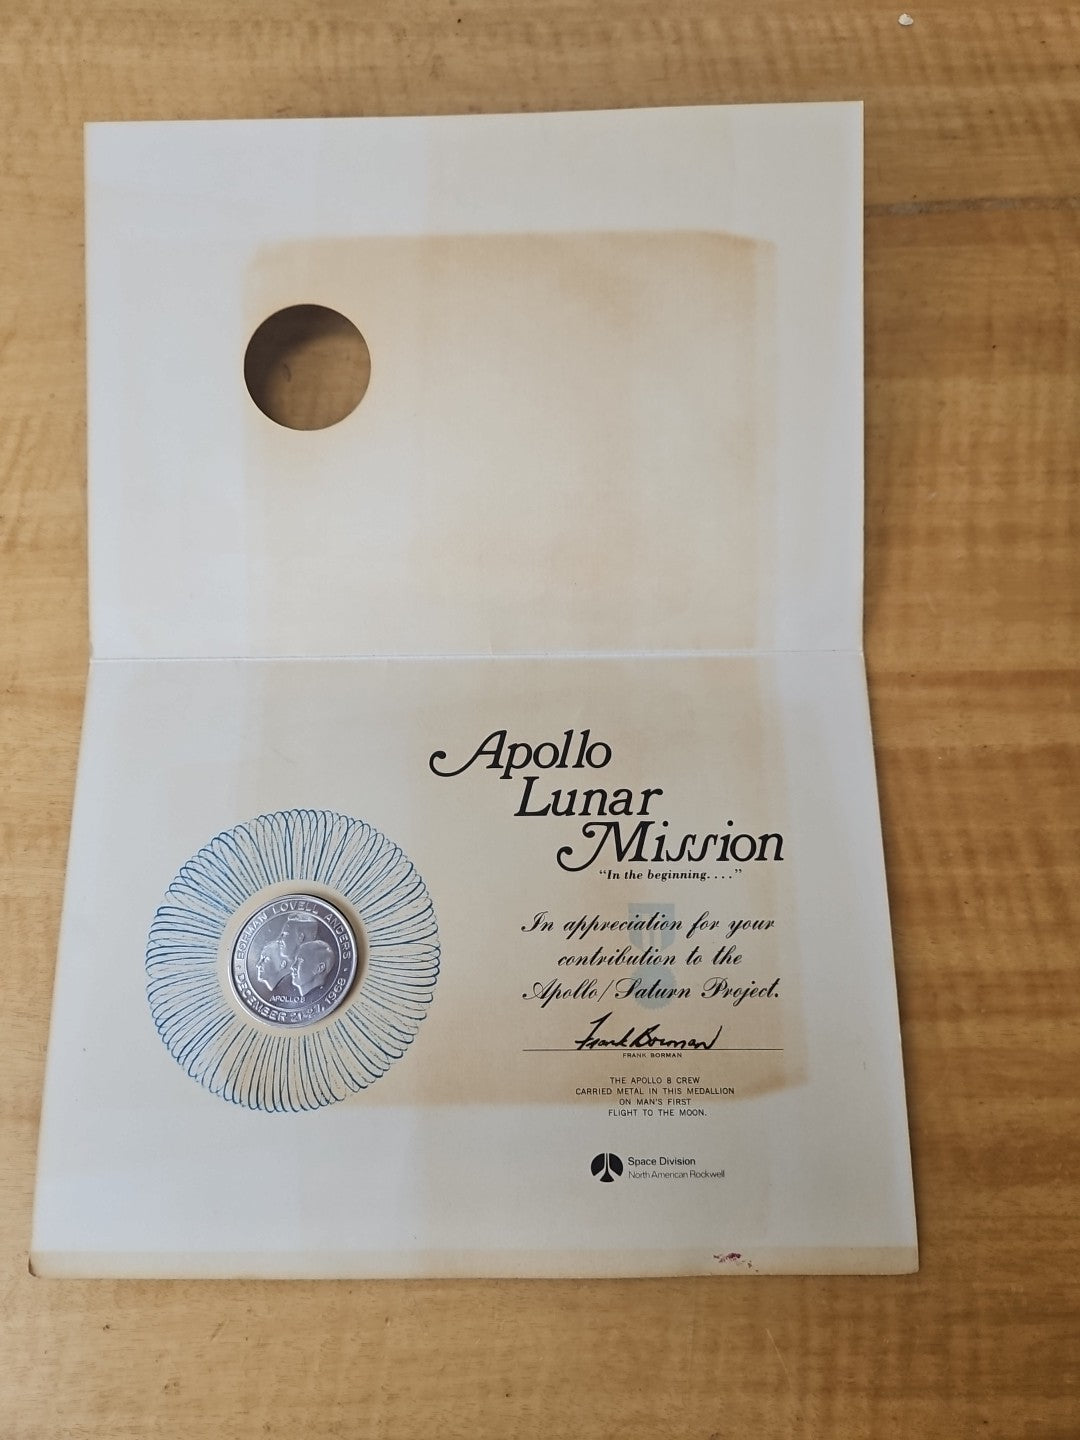 Apollo
Lunar
Mission
"In the beginning...."
In appreciation for your
contribution to the
Apollo/Saturn Project.
Frank Borman
FRANK BORMAN
THE APOLLO 8 CREW
CARRIED METAL IN THIS MEDALLION
ON MAN'S FIRST
FLIGHT TO THE MOON.
Space Division
North American Rockwell
BORMAN LOVELL ANDERS
APOLLO 8
DECEMBER 21-27, 1968